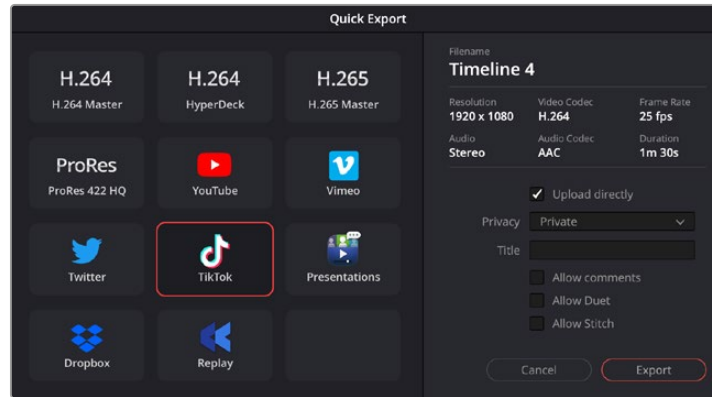 Quick Export
H.264
H.264 Master
H.264
HyperDeck
H.265
H.265 Master
ProRes
ProRes 422 HQ
YouTube
Vimeo
Twitter
TikTok
Presentations
Dropbox
Replay
Filename
Timeline 4
Resolution
1920 x 1080
Video Codec
H.264
Frame Rate
25 fps
Audio
Stereo
Audio Codec
AAC
Duration
1m 30s
Upload directly
Privacy Private
Title
Allow comments
Allow Duet
Allow Stitch
Cancel Export